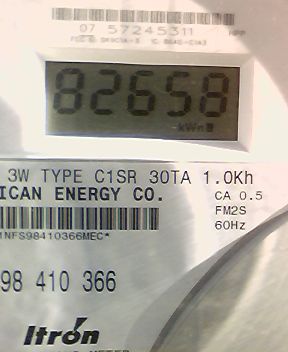 07 57245311
82658
kWh
3W TYPE C1SR 30TA 1.0Kh
ICAN ENERGY CO.
CA 0.5
FM2S
60Hz
1NFS98410366MEC*
98 410 366
Itron